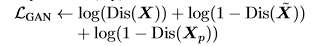 𝓛_GAN ← log(Dis(𝑿)) + log(1 − Dis(𝑿̃))
+ log(1 − Dis(𝑿_p))